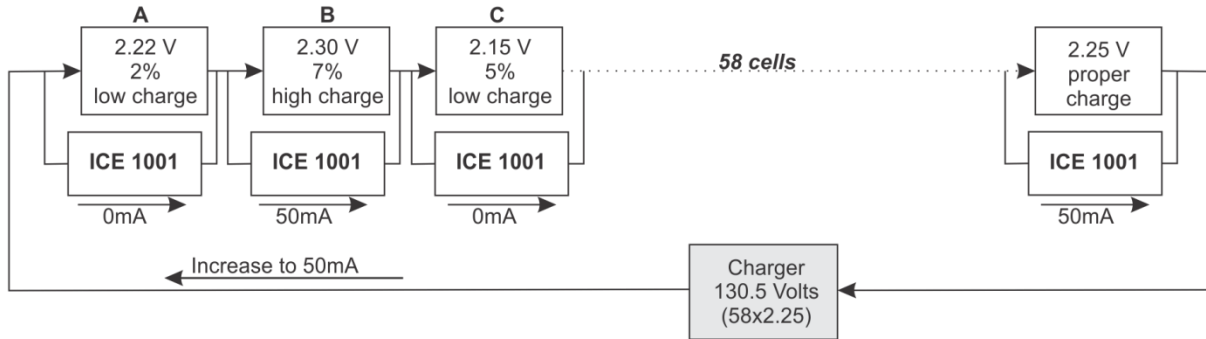 A
B
C
2.22 V
2%
low charge
2.30 V
7%
high charge
2.15 V
5%
low charge
58 cells
2.25 V
proper
charge
ICE 1001
ICE 1001
ICE 1001
ICE 1001
0mA
50mA
0mA
50mA
Increase to 50mA
Charger
130.5 Volts
(58x2.25)